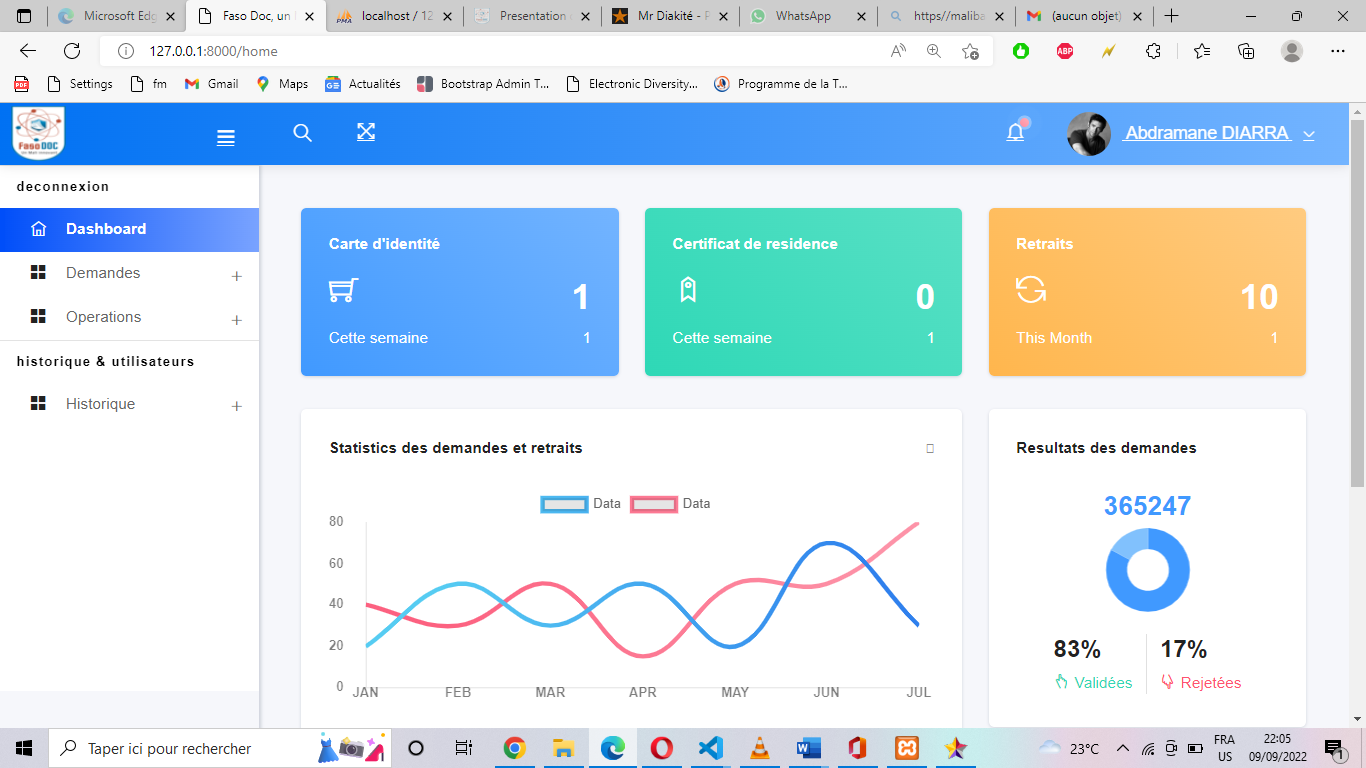 Microsoft Edg
Faso Doc, un
localhost / 12
Presentation
Mr Diakité - P
WhatsApp
https//maliba
(aucun objet)
127.0.0.1:8000/home
Settings
fm
Gmail
Maps
Actualités
Bootstrap Admin T...
Electronic Diversity...
Programme de la T...
FasoDOC
Abdramane DIARRA
deconnexion
Dashboard
Demandes
Operations
historique & utilisateurs
Historique
Carte d'identité
1
Cette semaine 1
Certificat de residence
0
Cette semaine 1
Retraits
10
This Month 1
Statistics des demandes et retraits
Data Data
80
60
40
20
0
JAN FEB MAR APR MAY JUN JUL
Resultats des demandes
365247
83% 17%
Validées Rejetées
Taper ici pour rechercher
23°C
FRA
US
22:05
09/09/2022
1